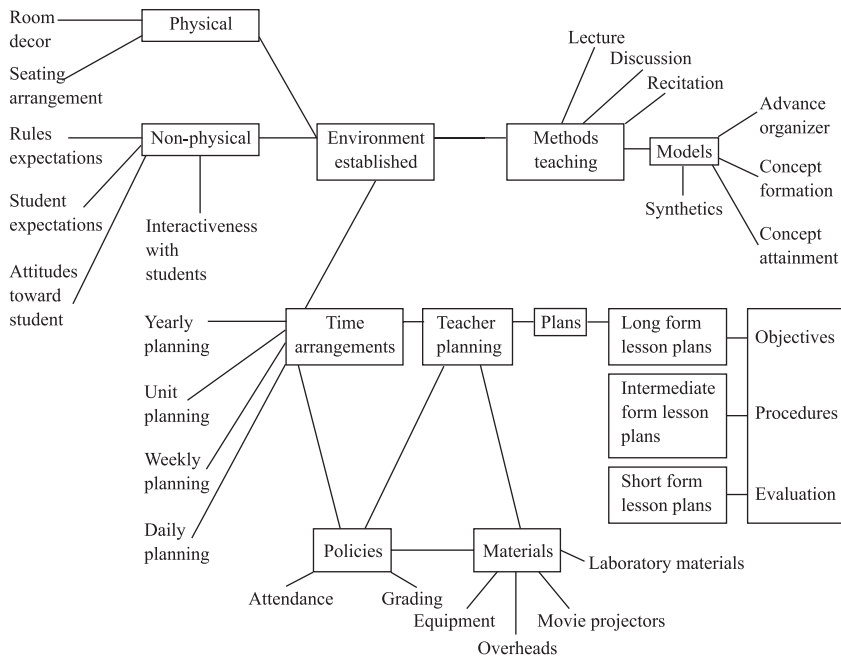 Room
decor
Physical
Seating
arrangement
Lecture
Discussion
Recitation
Rules
expectations
Non-physical
Environment
established
Methods
teaching
Models
Advance
organizer
Concept
formation
Concept
attainment
Synthetics
Student
expectations
Interactiveness
with
students
Attitudes
toward
student
Yearly
planning
Time
arrangements
Teacher
planning
Plans
Long form
lesson plans
Objectives
Unit
planning
Intermediate
form lesson
plans
Procedures
Weekly
planning
Short form
lesson plans
Evaluation
Daily
planning
Policies
Materials
Laboratory materials
Attendance
Grading
Equipment
Movie projectors
Overheads